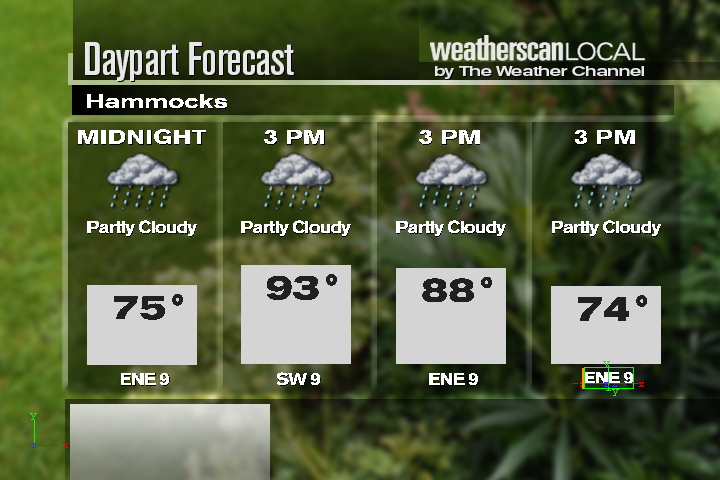 Daypart Forecast
weatherscanLOCAL
by The Weather Channel
Hammocks
MIDNIGHT 3 PM 3 PM 3 PM
Partly Cloudy Partly Cloudy Partly Cloudy Partly Cloudy
75° 93° 88° 74°
ENE 9 SW 9 ENE 9 ENE 9
y x
y
y